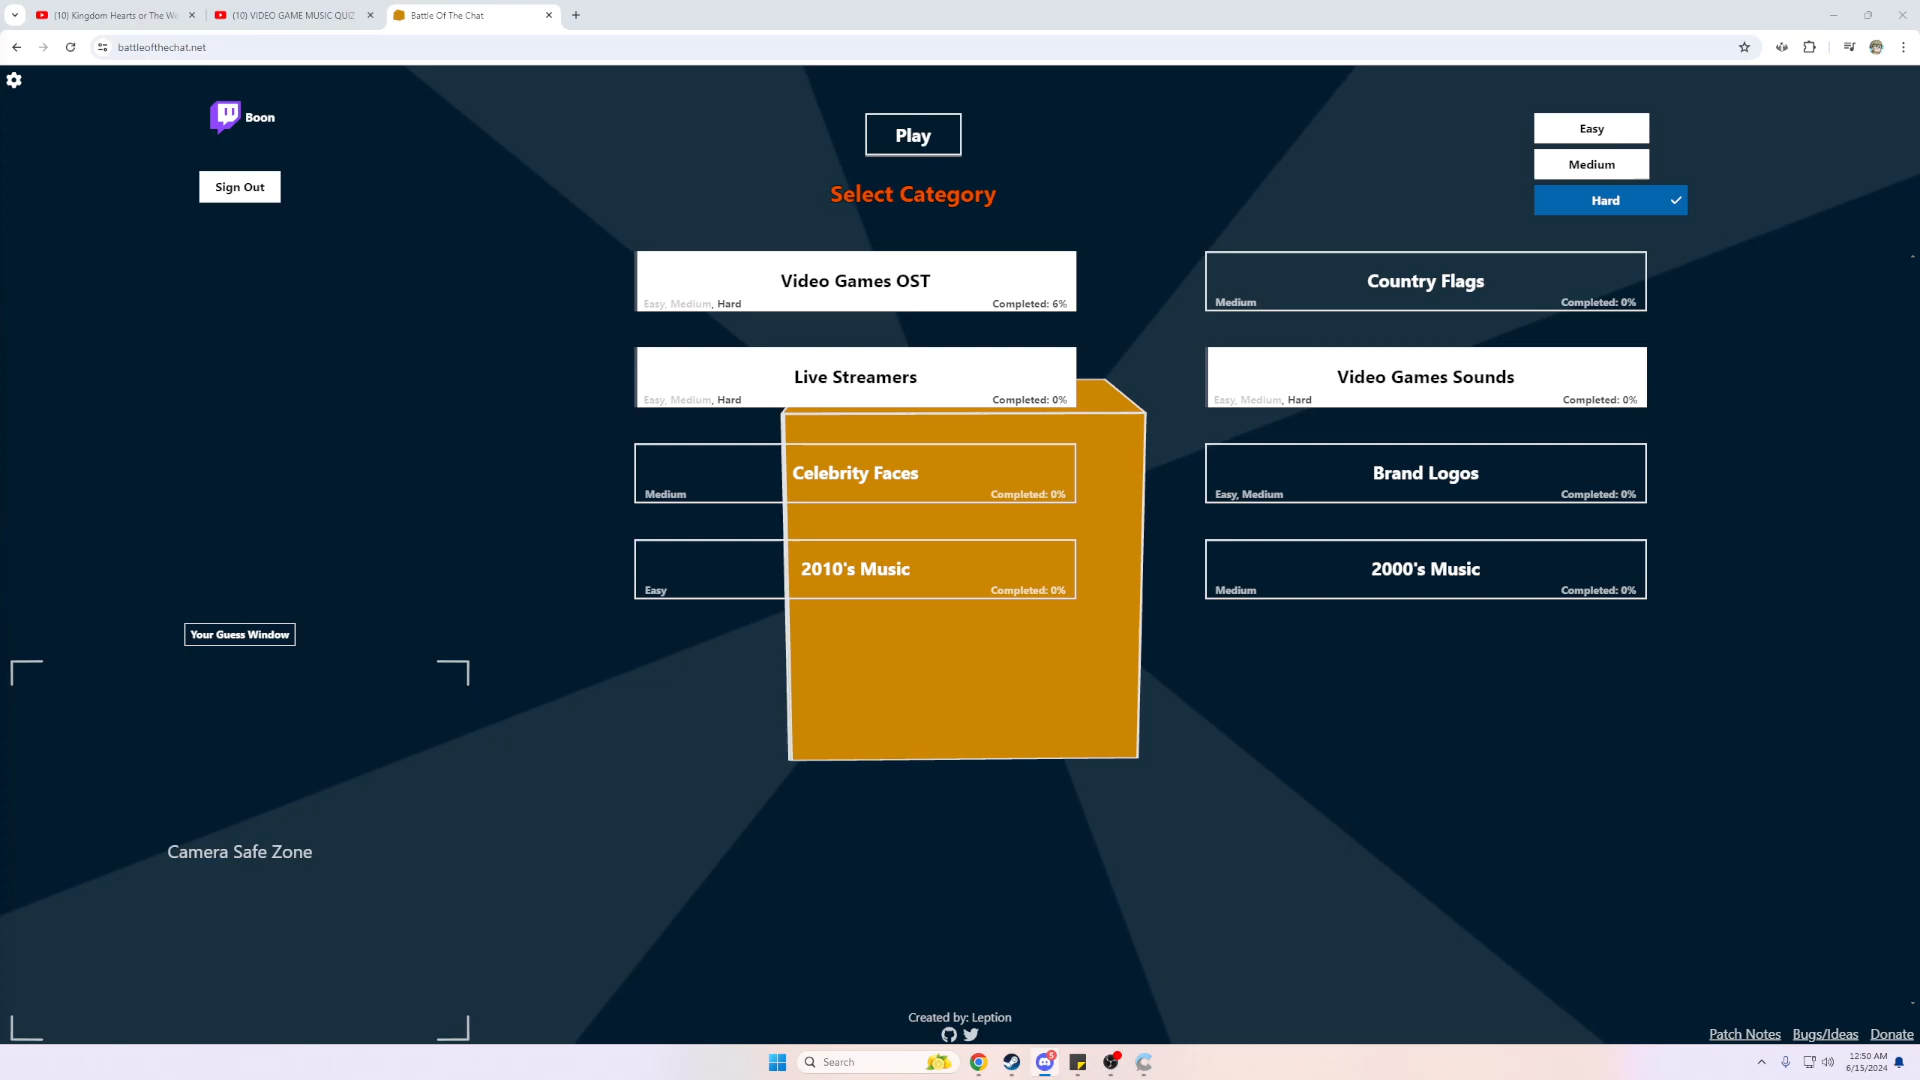 (10) Kingdom Hearts or The We
(10) VIDEO GAME MUSIC QUIZ
Battle Of The Chat
battleofthechat.net
Boon
Sign Out
Play
Select Category
Easy
Medium
Hard
Video Games OST
Easy, Medium, Hard
Completed: 6%
Country Flags
Medium
Completed: 0%
Live Streamers
Easy, Medium, Hard
Completed: 0%
Video Games Sounds
Easy, Medium, Hard
Completed: 0%
Celebrity Faces
Medium
Completed: 0%
Brand Logos
Easy, Medium
Completed: 0%
2010's Music
Easy
Completed: 0%
2000's Music
Medium
Completed: 0%
Your Guess Window
Camera Safe Zone
Created by: Leption
Patch Notes
Bugs/Ideas
Donate
Search
5
12:50 AM
6/15/2024